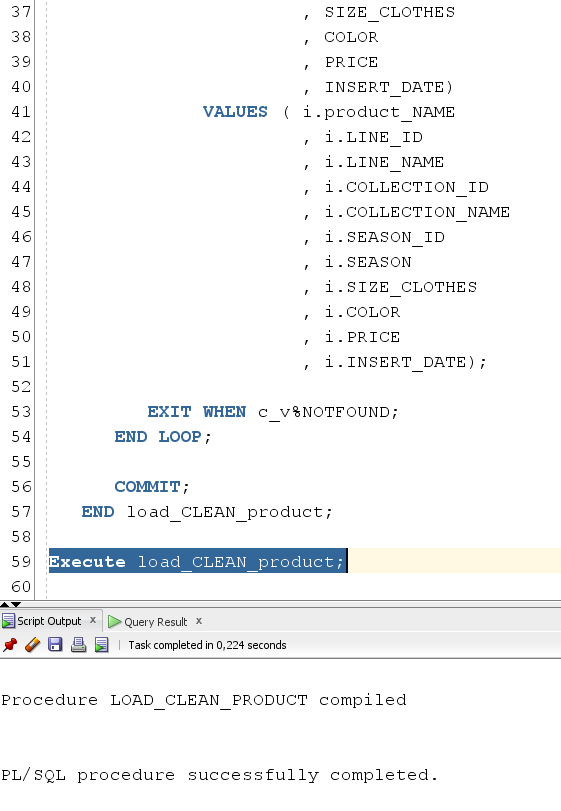 37 , SIZE_CLOTHES
38 , COLOR
39 , PRICE
40 , INSERT_DATE)
41 VALUES ( i.product_NAME
42 , i.LINE_ID
43 , i.LINE_NAME
44 , i.COLLECTION_ID
45 , i.COLLECTION_NAME
46 , i.SEASON_ID
47 , i.SEASON
48 , i.SIZE_CLOTHES
49 , i.COLOR
50 , i.PRICE
51 , i.INSERT_DATE);
52
53 EXIT WHEN c_v%NOTFOUND;
54 END LOOP;
55
56 COMMIT;
57 END load_CLEAN_product;
58
59 Execute load_CLEAN_product;
60
Script Output x Query Result x
Task completed in 0,224 seconds
Procedure LOAD_CLEAN_PRODUCT compiled
PL/SQL procedure successfully completed.